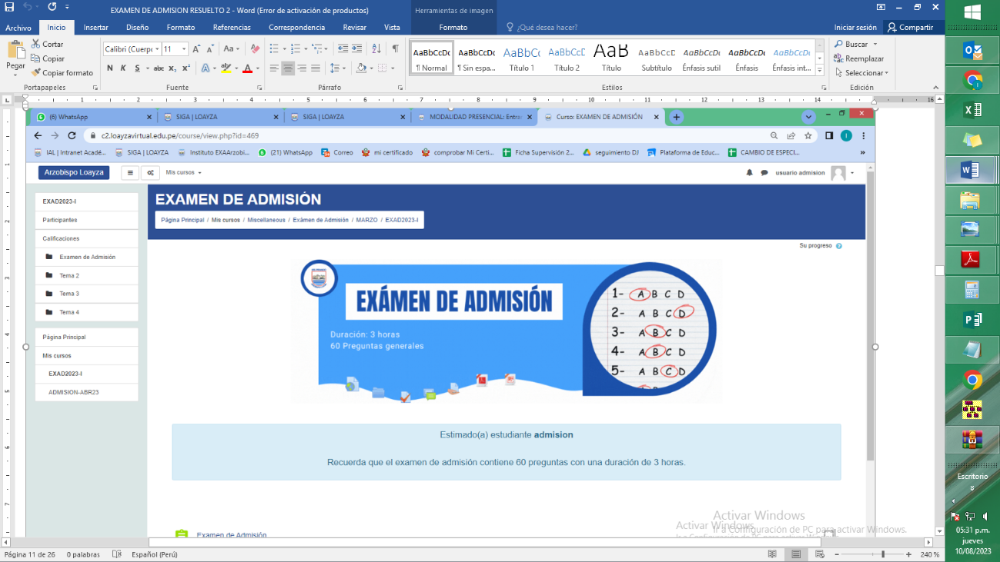 EXAMEN DE ADMISION RESUELTO 2 - Word (Error de activación de productos)
Herramientas de imagen
Archivo Inicio Insertar Diseño Formato Referencias Correspondencia Revisar Vista Formato ¿Qué desea hacer? Iniciar sesión Compartir
Pegar
Cortar
Copiar
Copiar formato
Portapapeles
Calibri (Cuerpo 11
Fuente
Párrafo
AaBbCcDc AaBbCcDc AaBbCc AaBbCcD AaB AaBbCcD AaBbCcDc AaBbCcDc AaBbCcDc
¶ Normal ¶ Sin espa... Título 1 Título 2 Título Subtítulo Énfasis sutil Énfasis Énfasis int...
Estilos
Buscar
Reemplazar
Seleccionar
Edición
(6) WhatsApp SIGA | LOAYZA SIGA | LOAYZA MODALIDAD PRESENCIAL: Entra Curso: EXAMEN DE ADMISIÓN
c2.loayzavirtual.edu.pe/course/view.php?id=469
IAL | Intranet Acadé... SIGA | LOAYZA Instituto EXAArzobi... (21) WhatsApp Correo mi certificado comprobar Mi Certi... Ficha Supervisión 2... seguimiento DJ Plataforma de Educ... CAMBIO DE ESPECI...
Arzobispo Loayza Mis cursos usuario admision
EXAD2023-I
Participantes
Calificaciones
Examen de Admisión
Tema 2
Tema 3
Tema 4
Página Principal
Mis cursos
EXAD2023-I
ADMISION-ABR23
EXAMEN DE ADMISIÓN
Página Principal / Mis cursos / Miscellaneous / Exámen de Admisión / MARZO / EXAD2023-I
Su progreso
EXÁMEN DE ADMISIÓN
Duración: 3 horas
60 Preguntas generales
1- A B C D
2- A B C D
3- A B C D
4- A B C D
5- A B C D
Estimado(a) estudiante admision
Recuerda que el examen de admisión contiene 60 preguntas con una duración de 3 horas.
Examen de Admisión
Activar Windows
Activar Windows
Ir a Configuración de PC para activar Windows.
Ir a Configuración de PC para activar Windows.
Página 11 de 26 0 palabras Español (Perú) 240 %
Escritorio
05:31 p.m.
jueves
10/08/2023